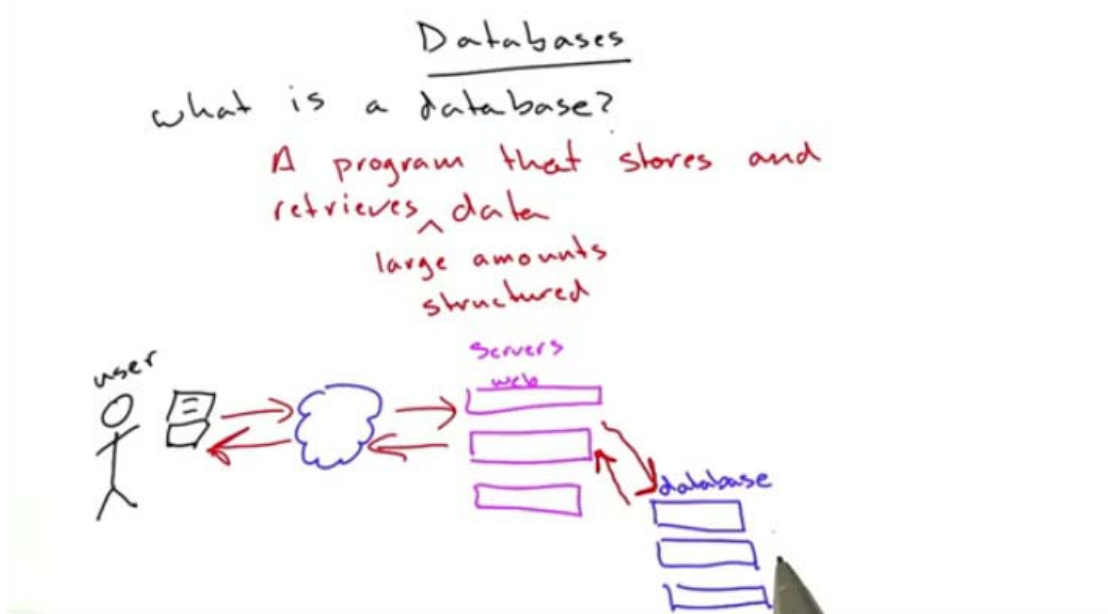 Databases
what is a database?
A program that stores and
retrieves ^ data
large amounts
structured
user
Servers
web
database